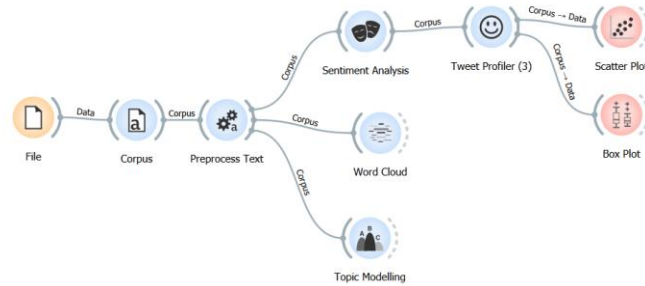 Corpus
Sentiment Analysis
Corpus
Tweet Profiler (3)
Corpus → Data
Scatter Plot
Corpus → Data
Box Plot
File
Data
a
Corpus
Corpus
a
Preprocess Text
Corpus
Word Cloud
Corpus
A B C
Topic Modelling